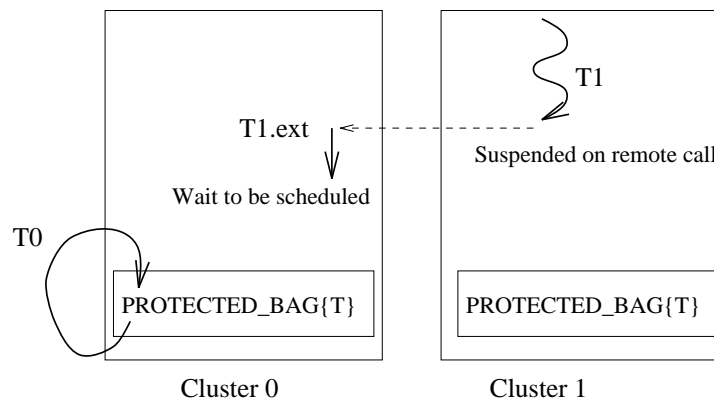 T1
T1.ext
Suspended on remote call
Wait to be scheduled
T0
PROTECTED_BAG{T}
PROTECTED_BAG{T}
Cluster 0
Cluster 1